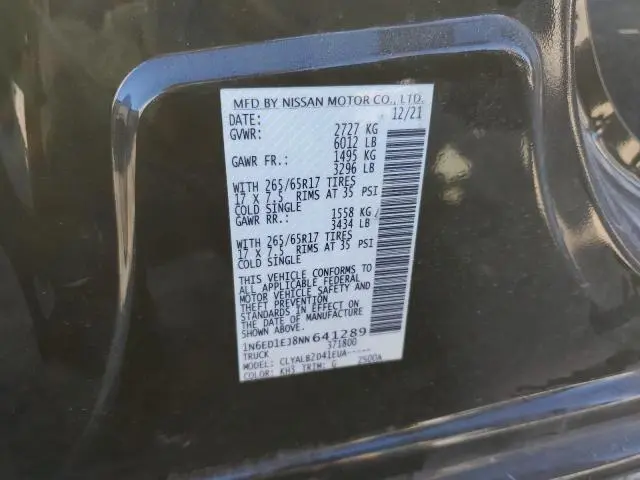 MFD BY NISSAN MOTOR CO., LTD.
DATE: 12/21
GVWR: 2727 KG
6012 LB
GAWR FR.: 1495 KG
3296 LB
WITH 265/65R17 TIRES
17 X 7.5 RIMS AT 35 PSI
COLD SINGLE
GAWR RR.: 1558 KG
3434 LB
WITH 265/65R17 TIRES
17 X 7.5 RIMS AT 35 PSI
COLD SINGLE
THIS VEHICLE CONFORMS TO
ALL APPLICABLE FEDERAL
MOTOR VEHICLE SAFETY AND
THEFT PREVENTION
STANDARDS IN EFFECT ON
THE DATE OF MANUFACTURE
SHOWN ABOVE.
1N6ED1EJ8NN641289
TRUCK 371800
MODEL: CLYALBZD41EUA-----
COLOR: KH3 TRIM: G 2500A